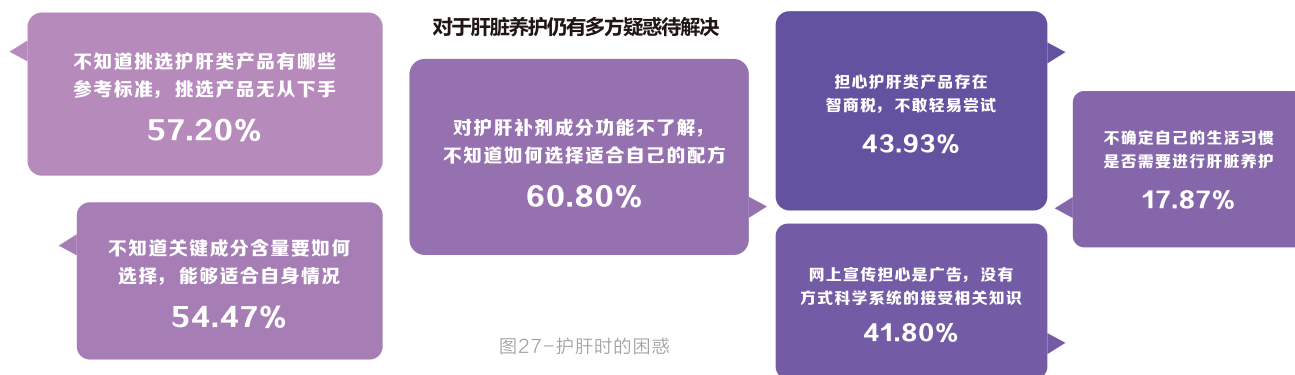 对于肝脏养护仍有多方疑惑待解决
不知道挑选护肝类产品有哪些
参考标准，挑选产品无从下手
57.20%
不知道关键成分含量要如何
选择，能够适合自身情况
54.47%
对护肝补剂成分功能不了解，
不知道如何选择适合自己的配方
60.80%
担心护肝类产品存在
智商税，不敢轻易尝试
43.93%
网上宣传担心是广告，没有
方式科学系统的接受相关知识
41.80%
不确定自己的生活习惯
是否需要进行肝脏养护
17.87%
图27-护肝时的困惑